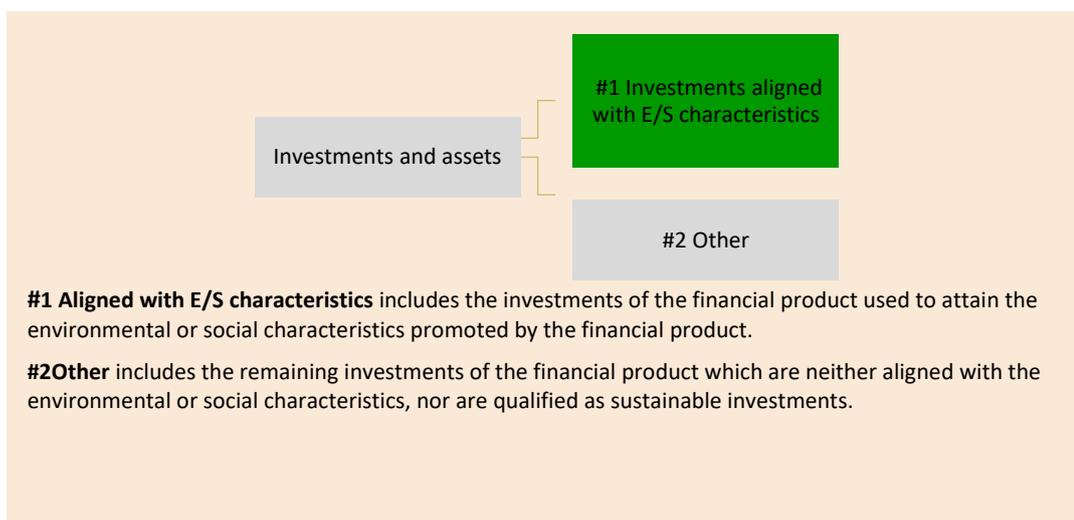 #1 Investments aligned
with E/S characteristics
Investments and assets
#2 Other
#1 Aligned with E/S characteristics includes the investments of the financial product used to attain the
environmental or social characteristics promoted by the financial product.
#2Other includes the remaining investments of the financial product which are neither aligned with the
environmental or social characteristics, nor are qualified as sustainable investments.